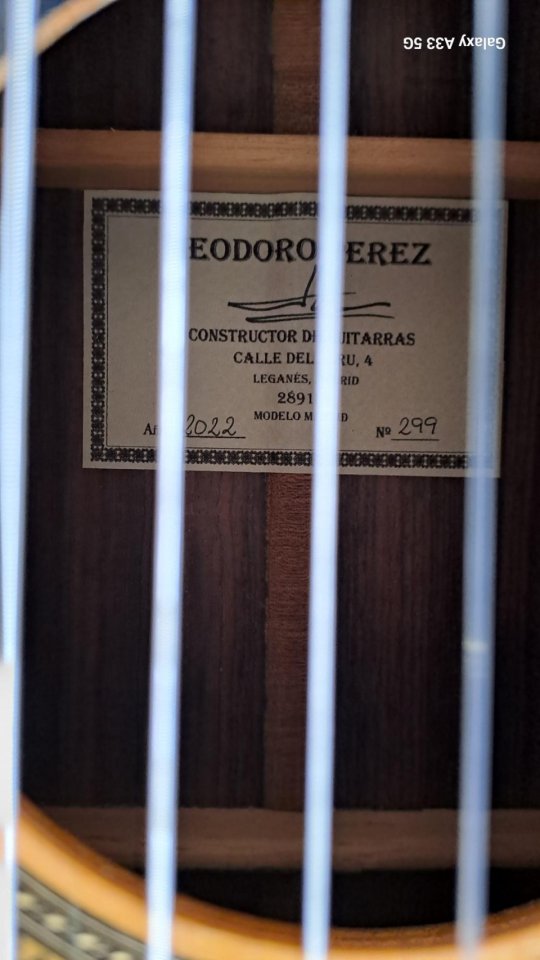 Galaxy A33 5G
EODORO EREZ
CONSTRUCTOR D UITARRAS
CALLE DEL RU, 4
LEGANÉS, RID
2891
MODELO M D
A 2022 Nº 299